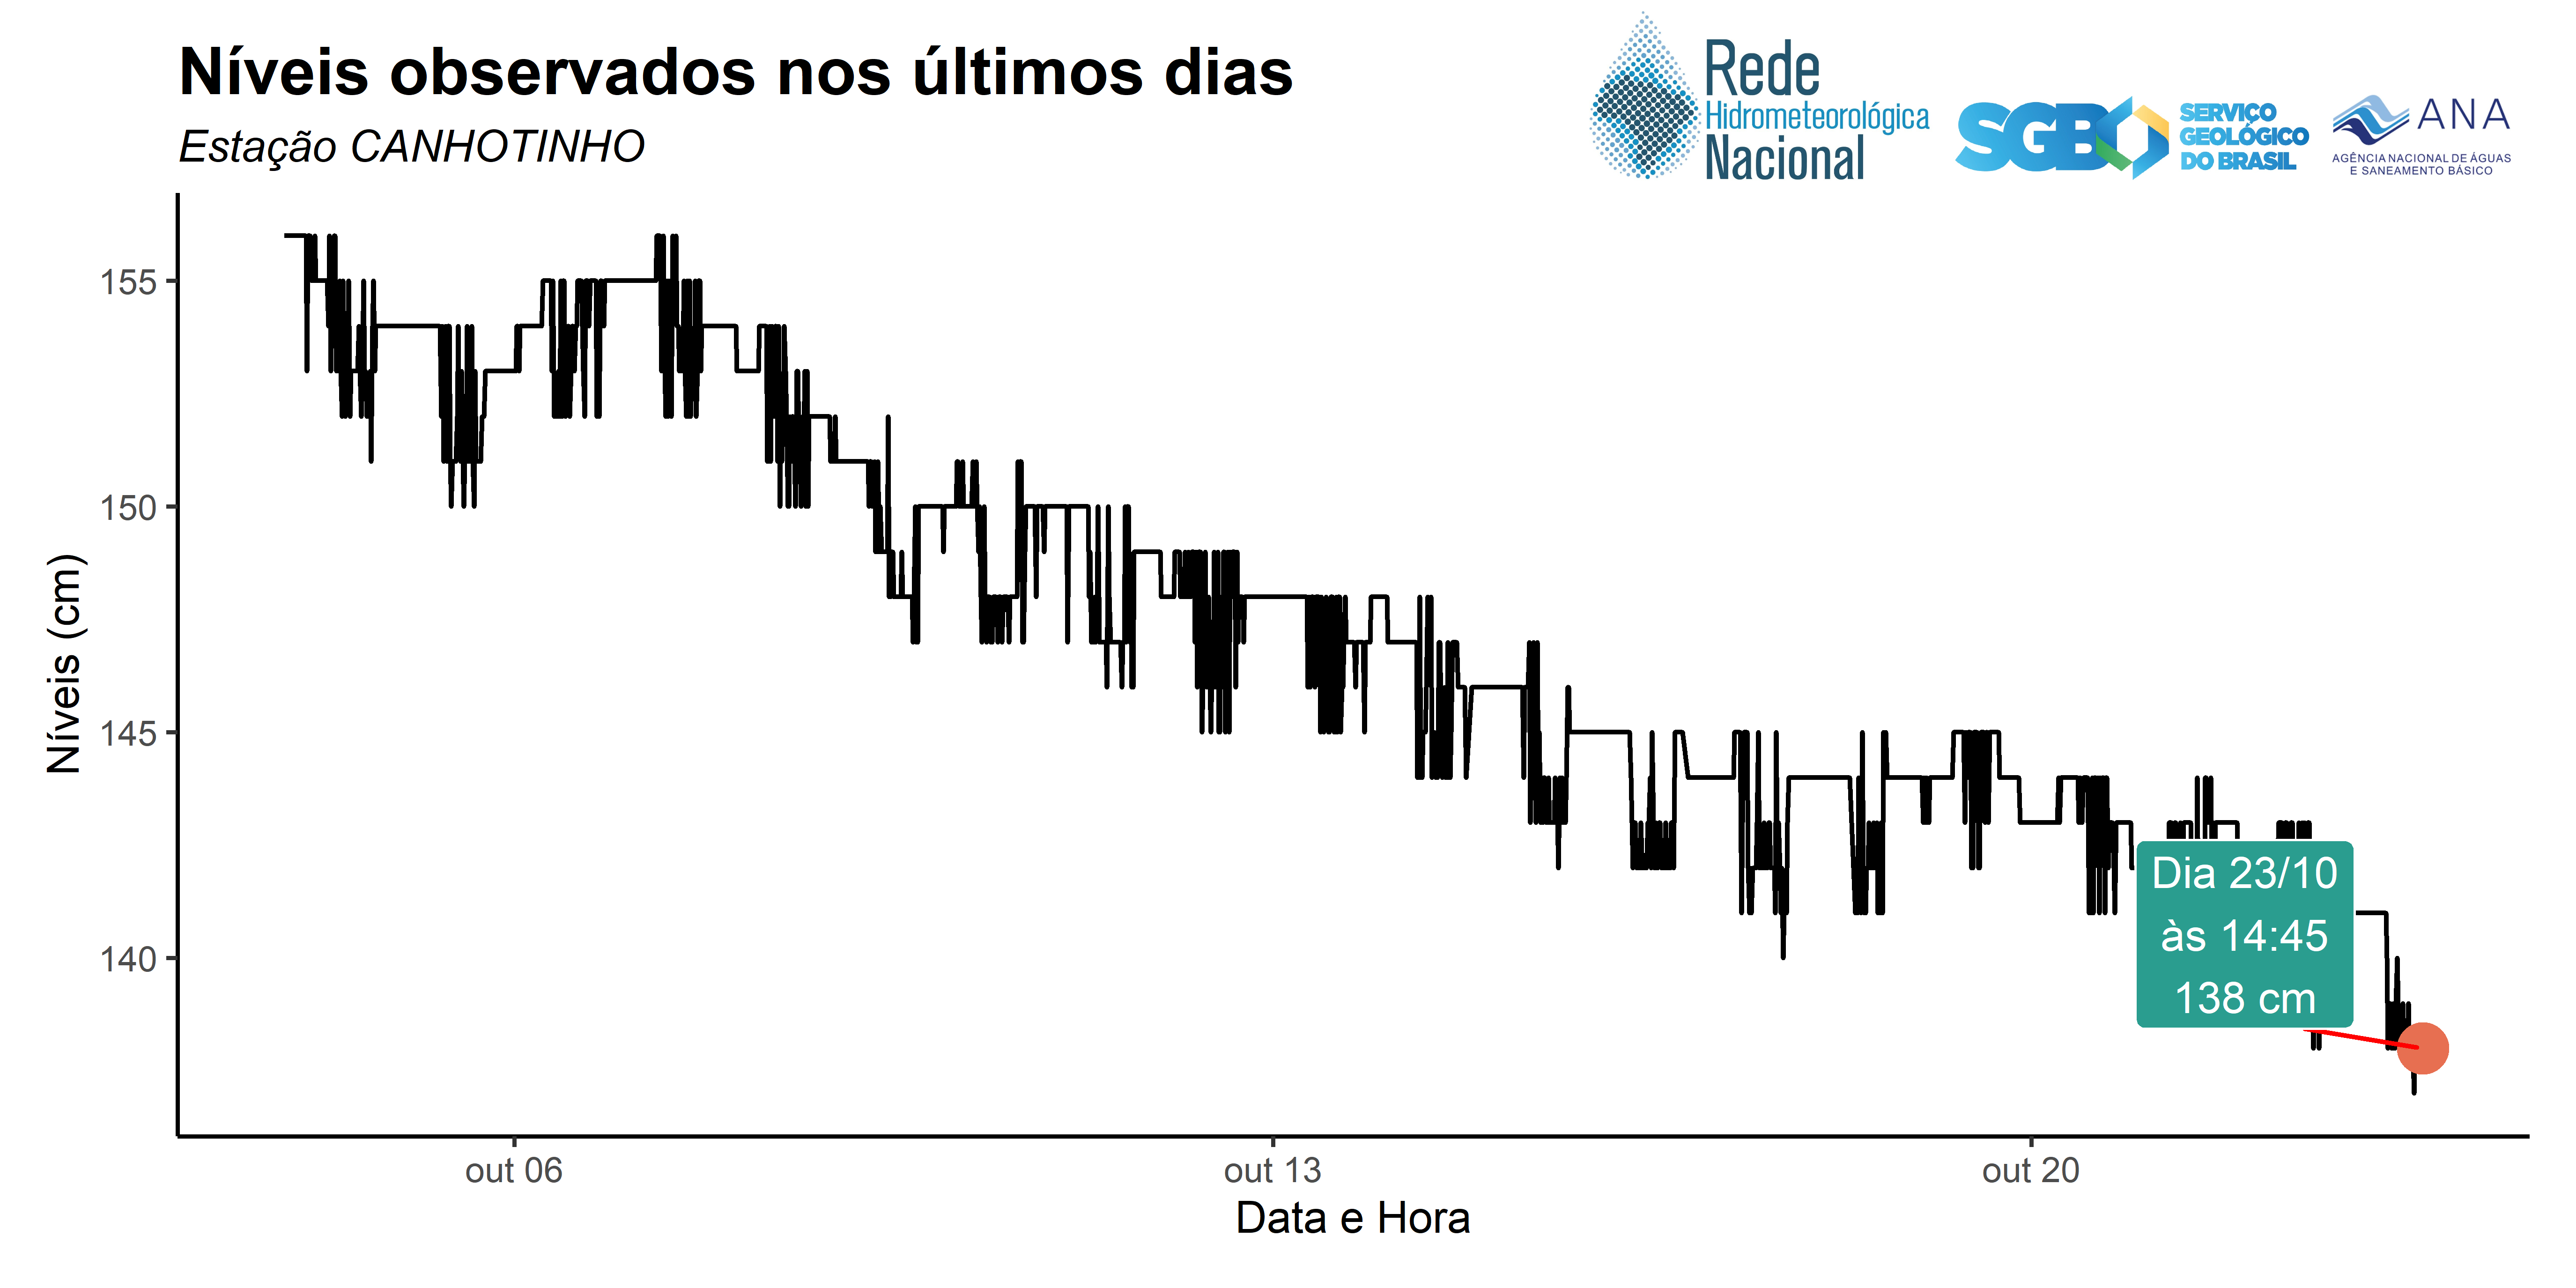 Níveis observados nos últimos dias
Estação CANHOTINHO
Rede
Hidrometeorológica
Nacional
SGB
SERVIÇO
GEOLÓGICO
DO BRASIL
ANA
AGÊNCIA NACIONAL DE ÁGUAS
E SANEAMENTO BÁSICO
Níveis (cm)
155
150
145
140
Dia 23/10
às 14:45
138 cm
out 06
out 13
out 20
Data e Hora